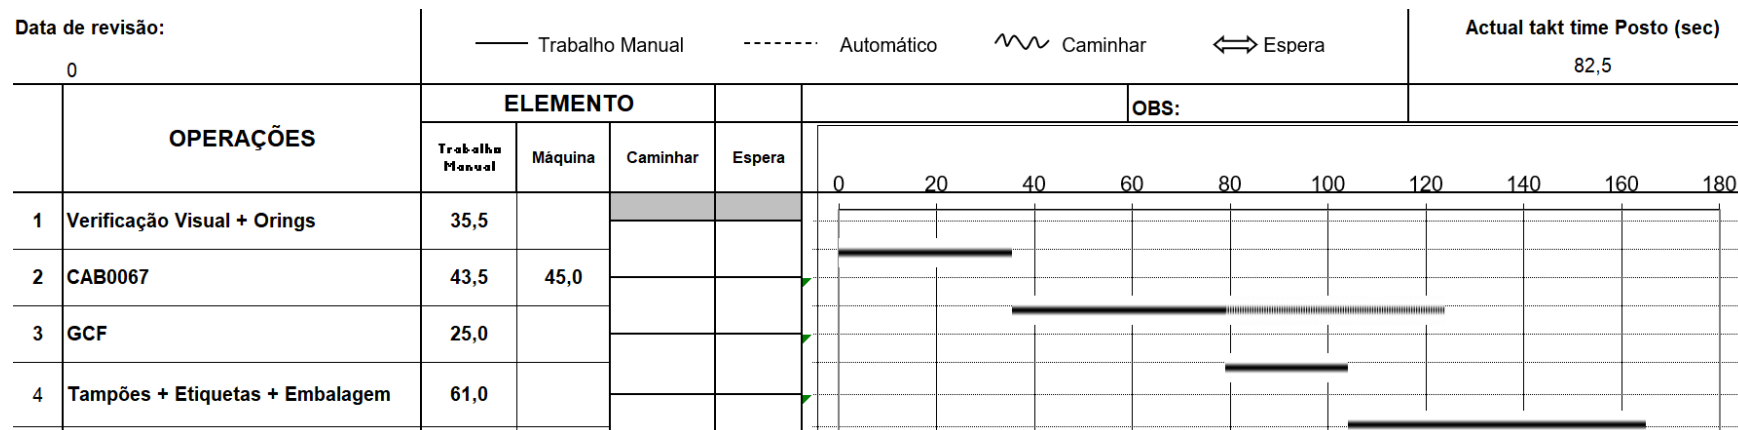 Data de revisão:
0
Trabalho Manual
Automático
Caminhar
Espera
Actual takt time Posto (sec)
82,5
OPERAÇÕES
ELEMENTO
OBS:
Trabalho Manual
Máquina
Caminhar
Espera
0 20 40 60 80 100 120 140 160 180
1 Verificação Visual + Orings 35,5
2 CAB0067 43,5 45,0
3 GCF 25,0
4 Tampões + Etiquetas + Embalagem 61,0